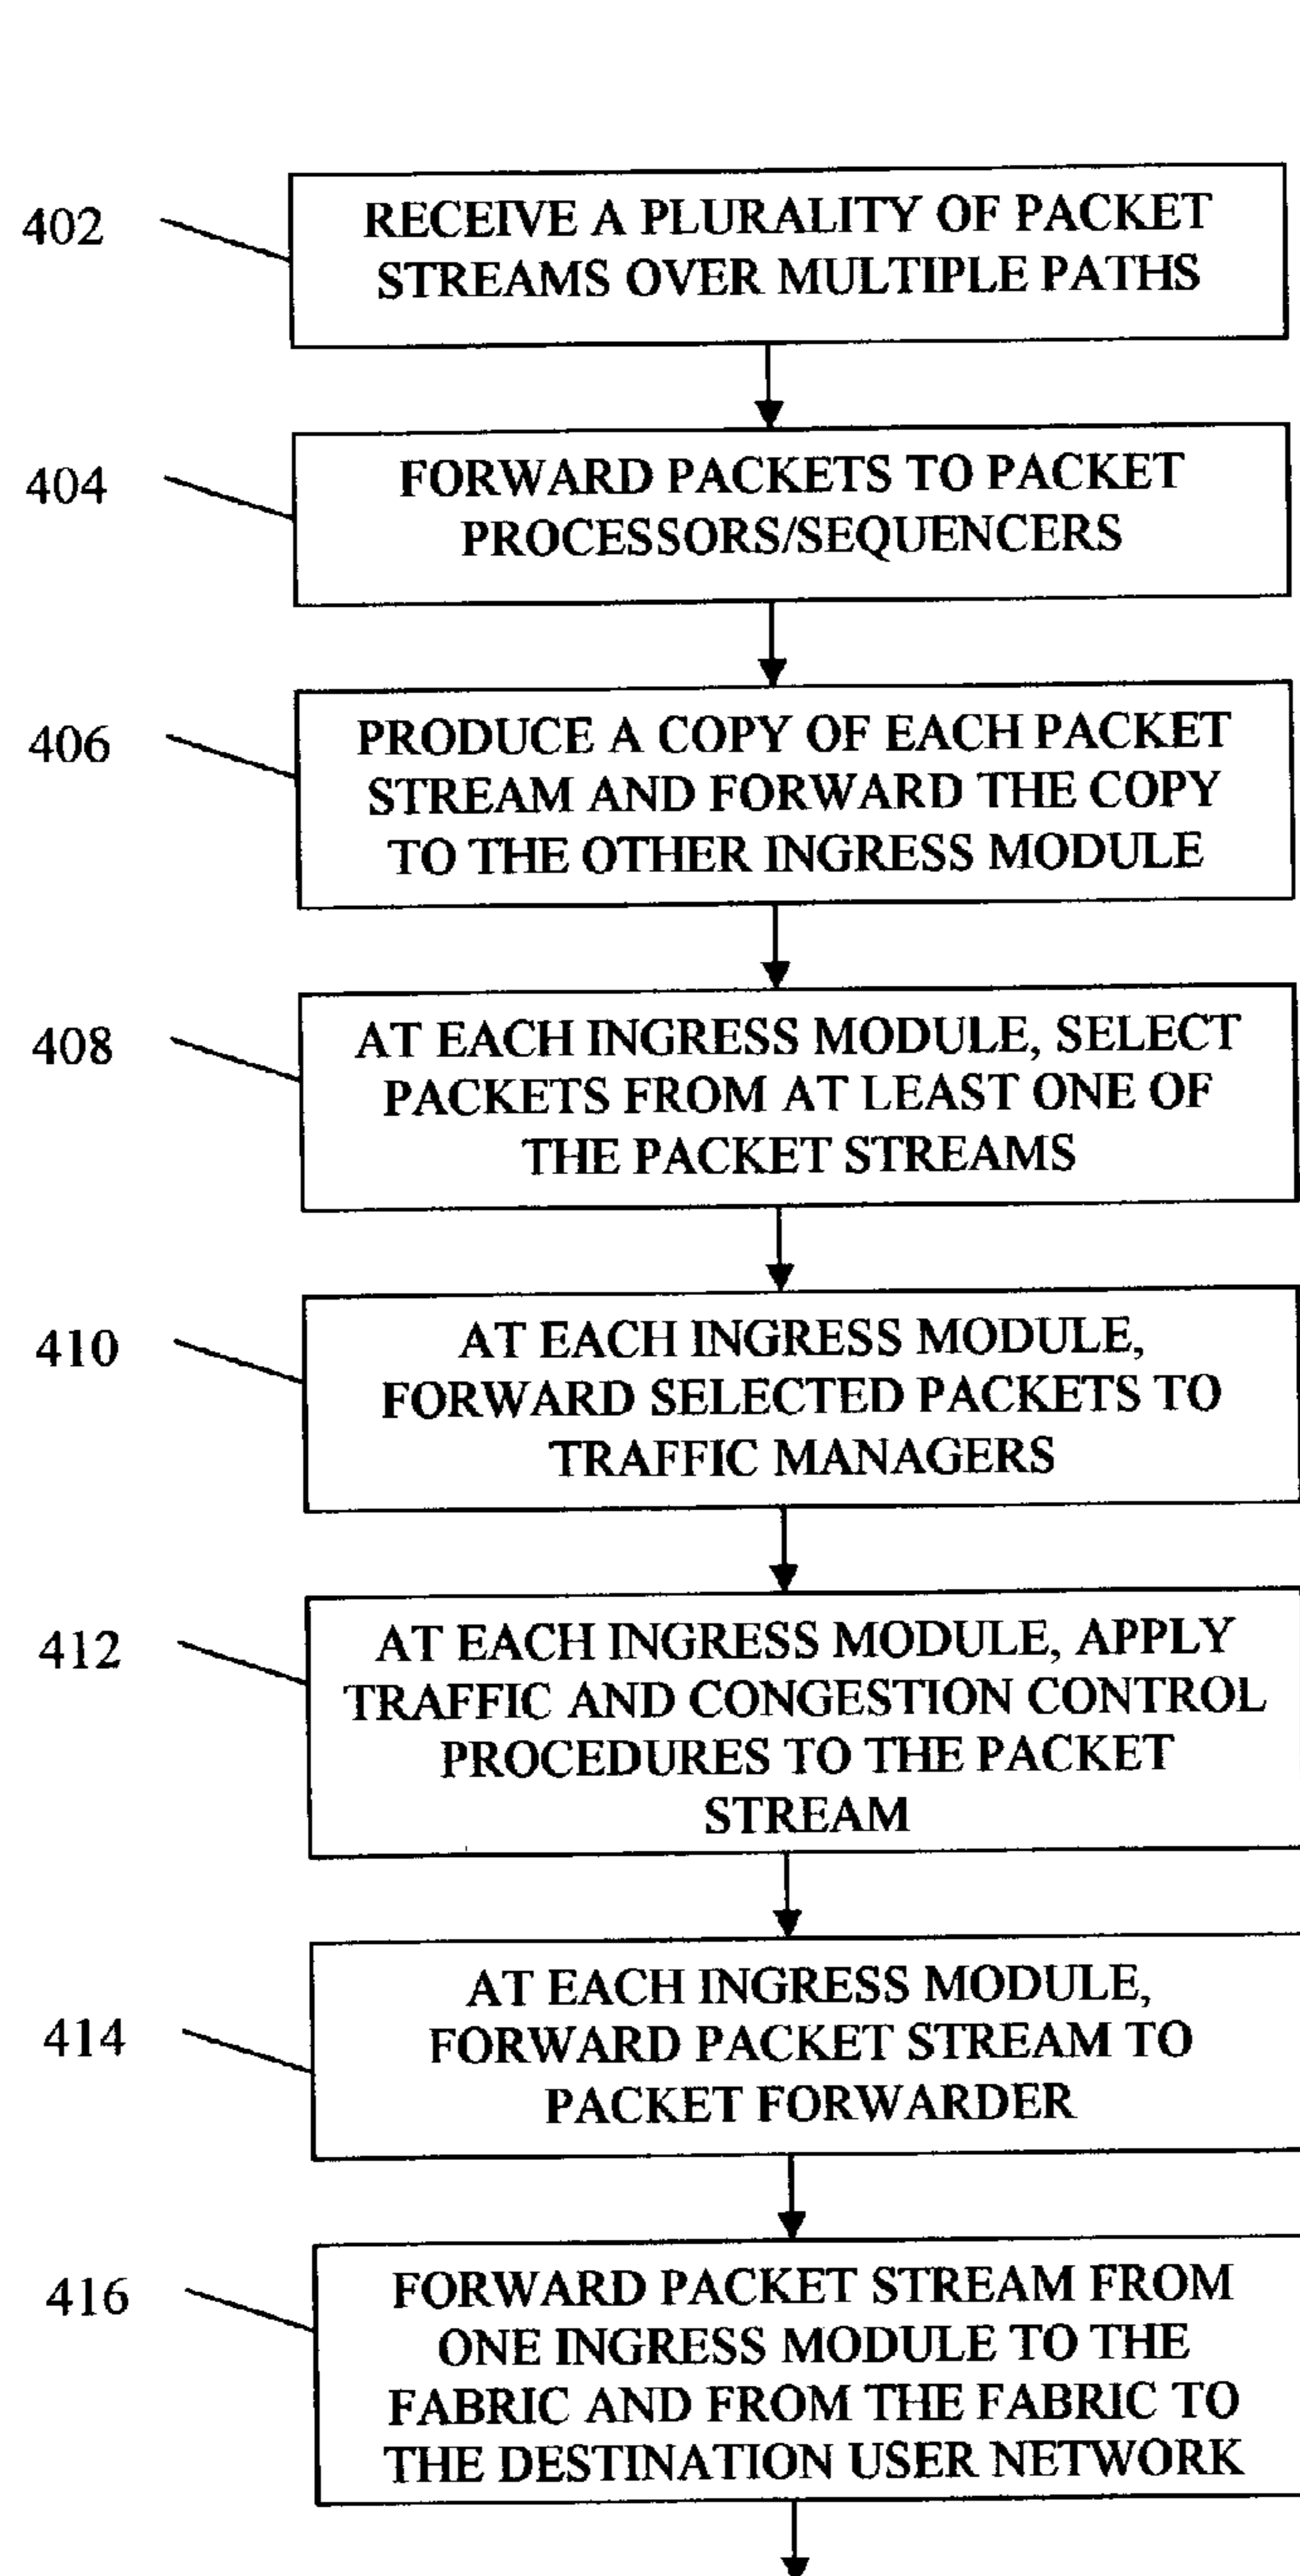 402
RECEIVE A PLURALITY OF PACKET
STREAMS OVER MULTIPLE PATHS
404
FORWARD PACKETS TO PACKET
PROCESSORS/SEQUENCERS
406
PRODUCE A COPY OF EACH PACKET
STREAM AND FORWARD THE COPY
TO THE OTHER INGRESS MODULE
408
AT EACH INGRESS MODULE, SELECT
PACKETS FROM AT LEAST ONE OF
THE PACKET STREAMS
410
AT EACH INGRESS MODULE,
FORWARD SELECTED PACKETS TO
TRAFFIC MANAGERS
412
AT EACH INGRESS MODULE, APPLY
TRAFFIC AND CONGESTION CONTROL
PROCEDURES TO THE PACKET
STREAM
414
AT EACH INGRESS MODULE,
FORWARD PACKET STREAM TO
PACKET FORWARDER
416
FORWARD PACKET STREAM FROM
ONE INGRESS MODULE TO THE
FABRIC AND FROM THE FABRIC TO
THE DESTINATION USER NETWORK